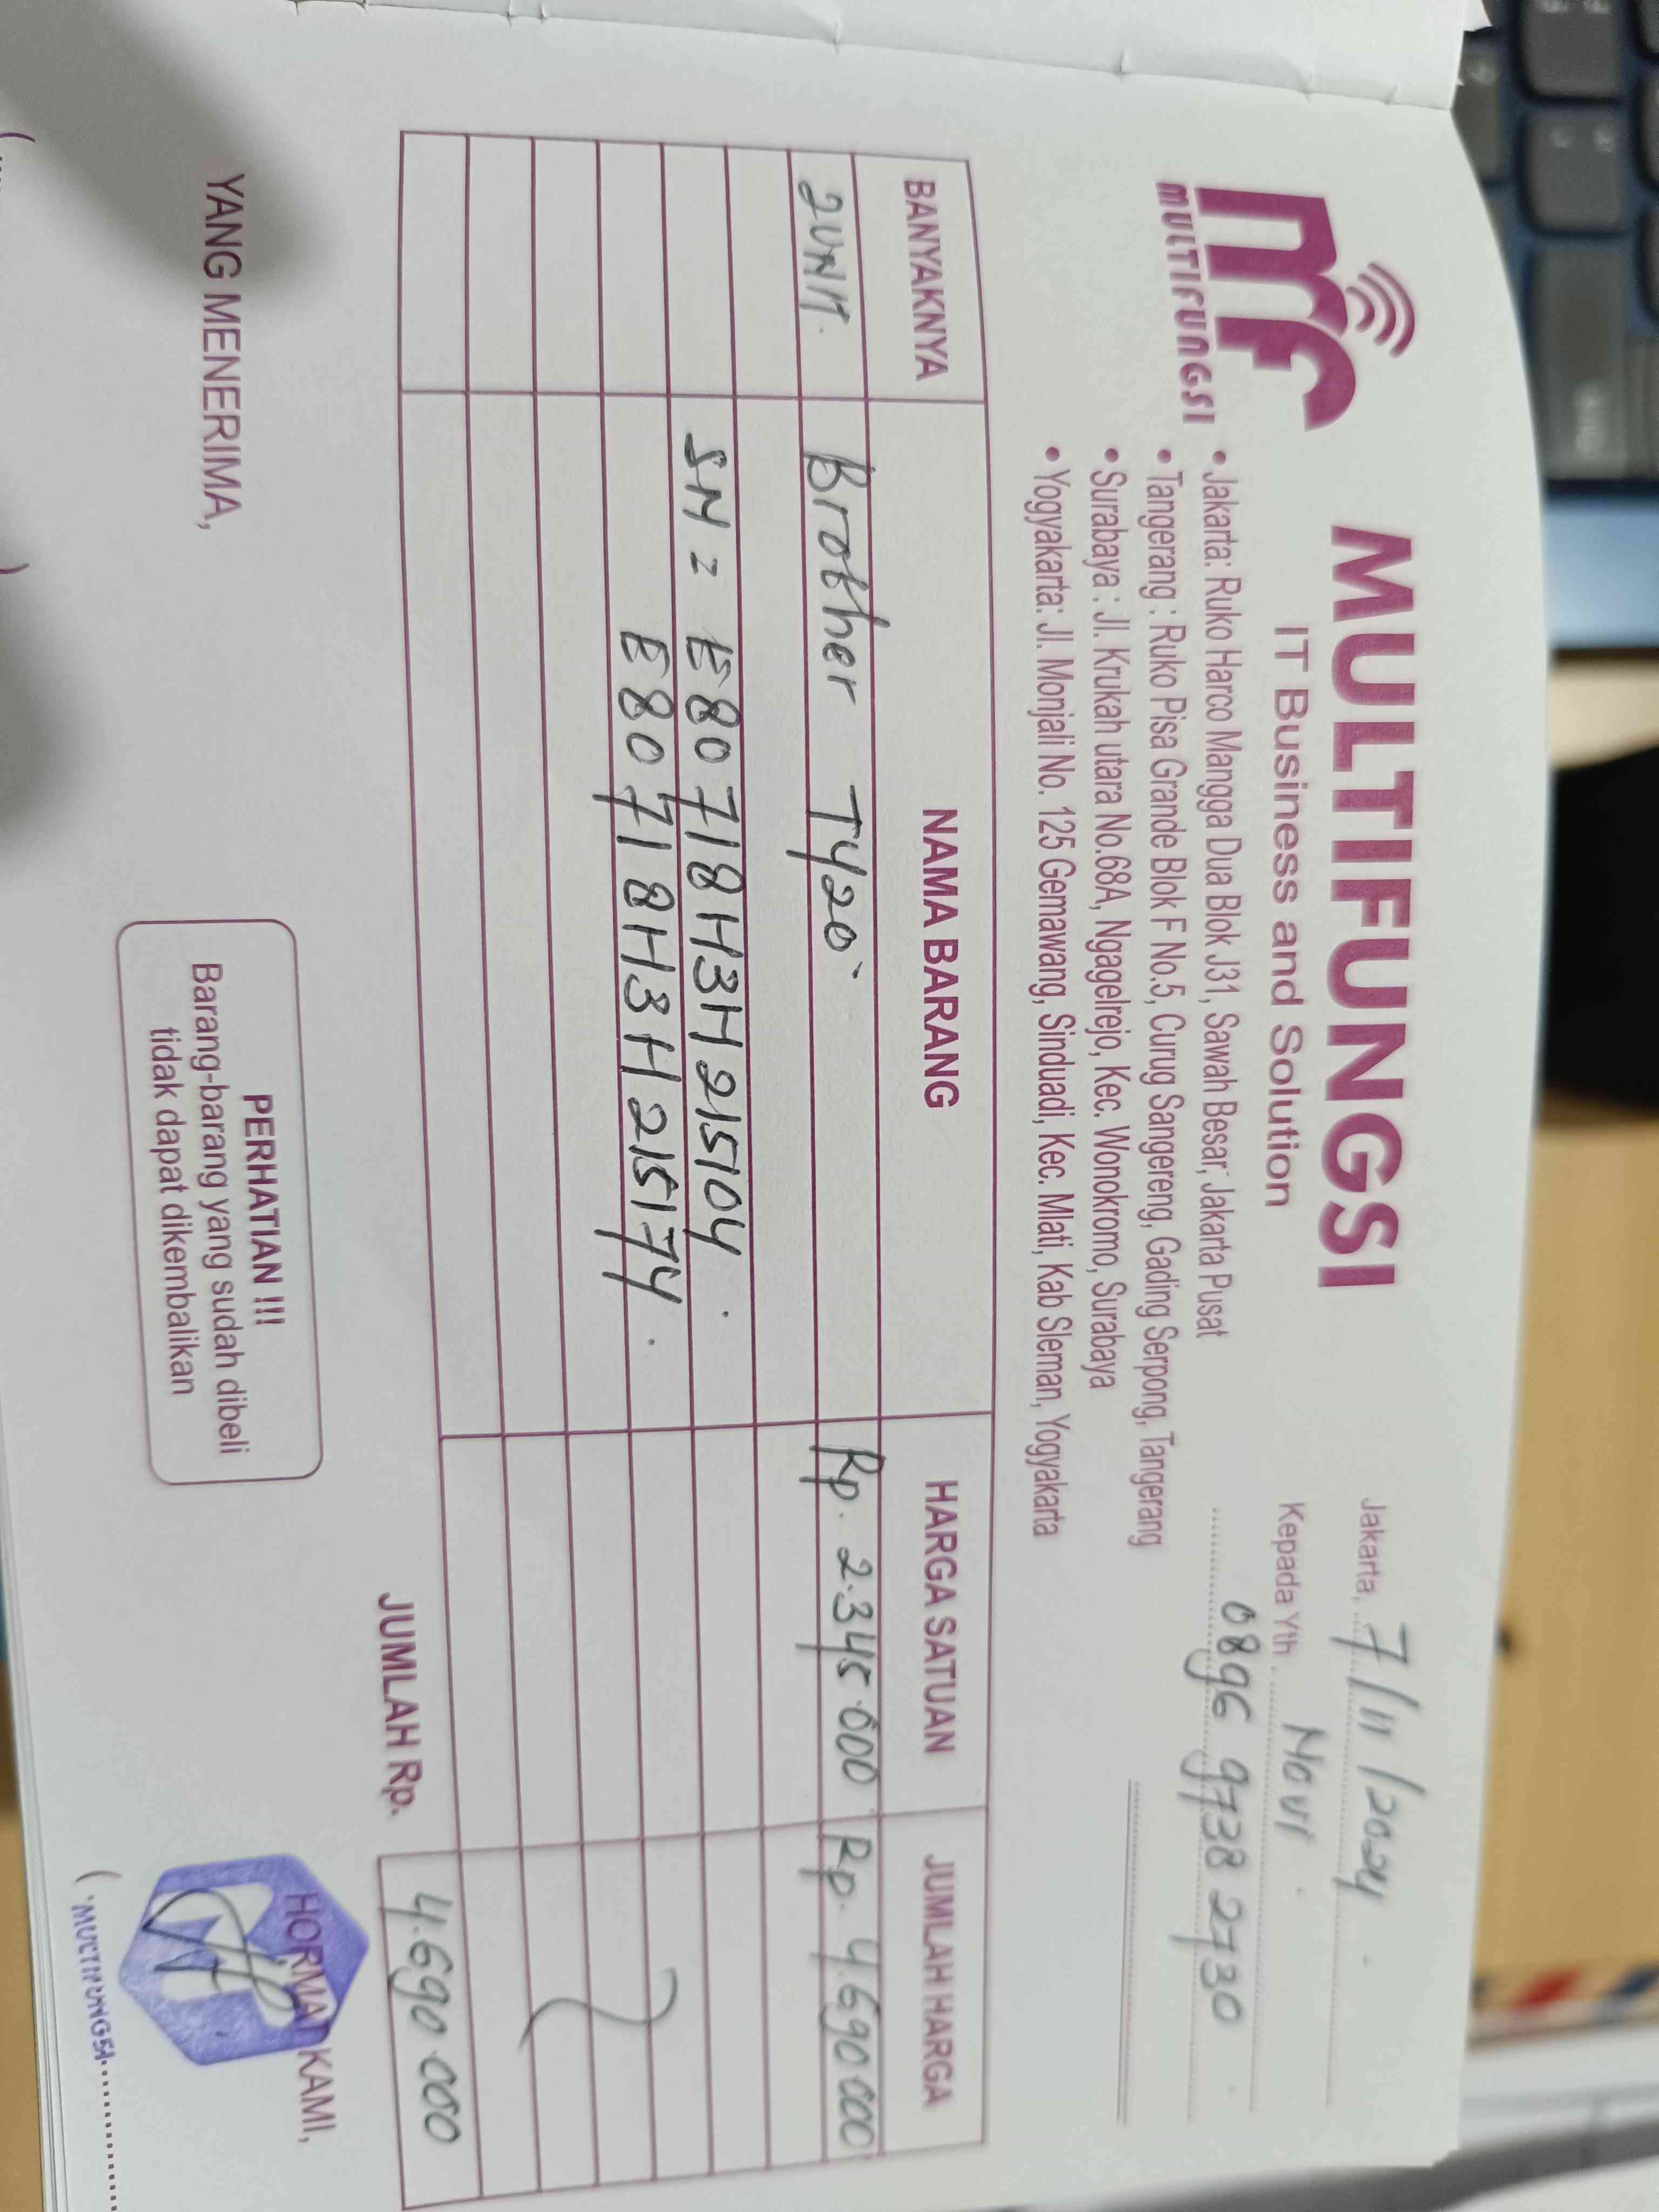 MULTIFUNGSI
IT Business and Solution
mf
MULTIFUNGSI
• Jakarta: Ruko Harco Mangga Dua Blok J31, Sawah Besar, Jakarta Pusat
• Tangerang : Ruko Pisa Grande Blok F No.5, Curug Sangereng, Gading Serpong, Tangerang
• Surabaya : Jl. Krukah utara No.68A, Ngagelrejo, Kec. Wonokromo, Surabaya
• Yogyakarta: Jl. Monjali No. 125 Gemawang, Sinduadi, Kec. Mlati, Kab Sleman, Yogyakarta
Jakarta, 7/11/2024
Kepada Yth. Novi
0896 9738 2730
BANYAKNYA NAMA BARANG HARGA SATUAN JUMLAH HARGA
2 Unit. Brother T420 Rp. 2.345.000 Rp. 4.690.000
SN = E80718H3H215104.
E80718H3H215174.
JUMLAH Rp. 4.690.000
YANG MENERIMA,
PERHATIAN !!!
Barang-barang yang sudah dibeli
tidak dapat dikembalikan
HORMAT KAMI,
MULTIFUNGSI